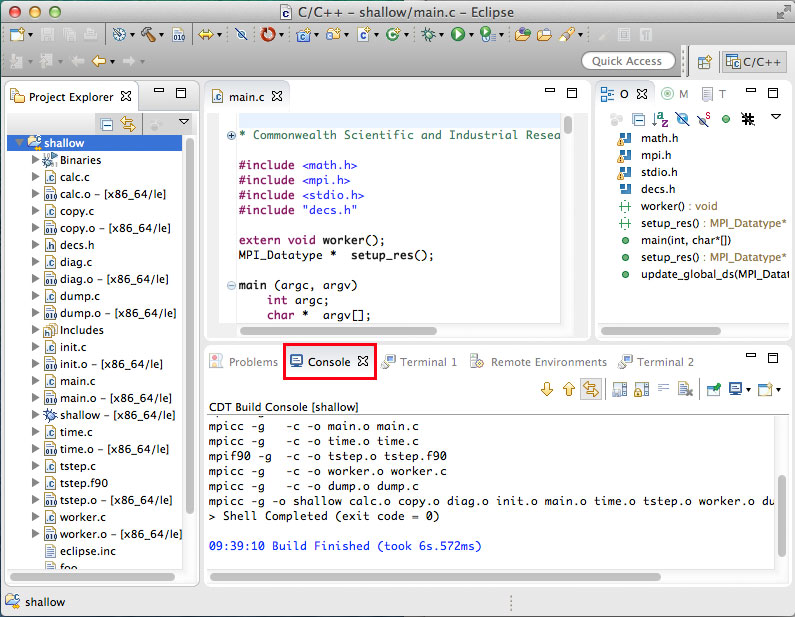 C/C++ – shallow/main.c – Eclipse
Quick Access
C/C++
Project Explorer
shallow
Binaries
calc.c
calc.o – [x86_64/le]
copy.c
copy.o – [x86_64/le]
decs.h
diag.c
diag.o – [x86_64/le]
dump.c
dump.o – [x86_64/le]
Includes
init.c
init.o – [x86_64/le]
main.c
main.o – [x86_64/le]
shallow – [x86_64/le]
time.c
time.o – [x86_64/le]
tstep.c
tstep.f90
tstep.o – [x86_64/le]
worker.c
worker.o – [x86_64/le]
eclipse.inc
foo
main.c
* Commonwealth Scientific and Industrial Resea
#include <math.h>
#include <mpi.h>
#include <stdio.h>
#include "decs.h"
extern void worker();
MPI_Datatype * setup_res();
main (argc, argv)
int argc;
char * argv[];
O M T
math.h
mpi.h
stdio.h
decs.h
worker() : void
setup_res() : MPI_Datatype*
main(int, char*[])
setup_res() : MPI_Datatype*
update_global_ds(MPI_Datat
Problems Console Terminal 1 Remote Environments Terminal 2
CDT Build Console [shallow]
mpicc -g -c -o main.o main.c
mpicc -g -c -o time.o time.c
mpif90 -g -c -o tstep.o tstep.f90
mpicc -g -c -o worker.o worker.c
mpicc -g -c -o dump.o dump.c
mpicc -g -o shallow calc.o copy.o diag.o init.o main.o time.o tstep.o worker.o du
> Shell Completed (exit code = 0)
09:39:10 Build Finished (took 6s.572ms)
shallow